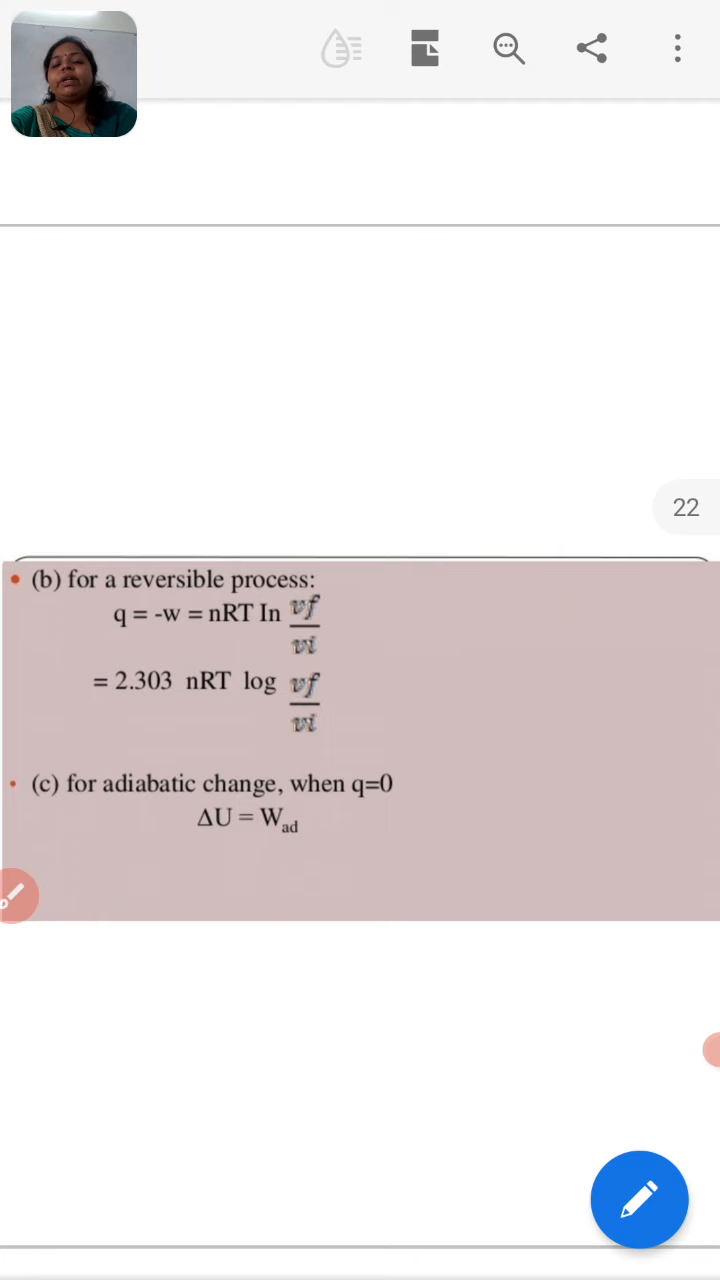 22
• (b) for a reversible process:
q = -w = nRT In vf/vi
= 2.303 nRT log vf/vi
• (c) for adiabatic change, when q=0
ΔU = Wad